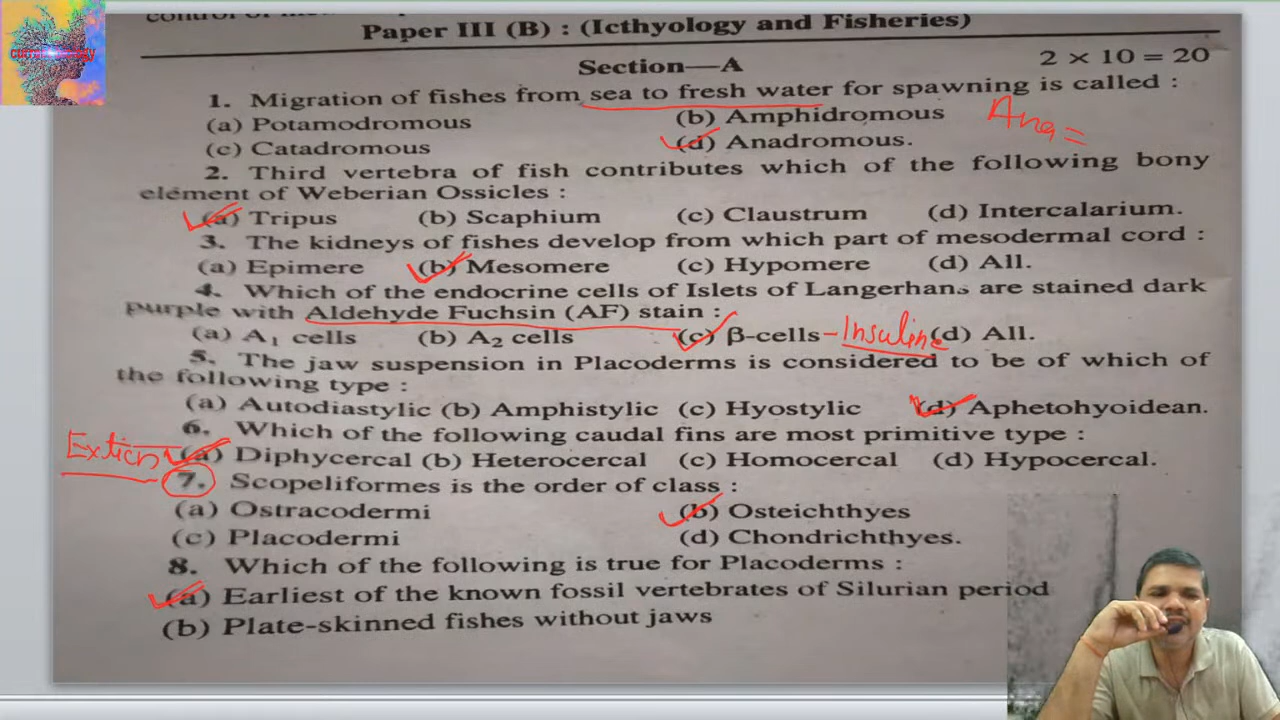 Paper III (B) : (Icthyology and Fisheries)
Section—A
2 × 10 = 20
1. Migration of fishes from sea to fresh water for spawning is called :
(a) Potamodromous (b) Amphidromous
Ana=
(c) Catadromous (d) Anadromous.
2. Third vertebra of fish contributes which of the following bony
element of Weberian Ossicles :
(a) Tripus (b) Scaphium (c) Claustrum (d) Intercalarium.
3. The kidneys of fishes develop from which part of mesodermal cord :
(a) Epimere (b) Mesomere (c) Hypomere (d) All.
4. Which of the endocrine cells of Islets of Langerhans are stained dark
purple with Aldehyde Fuchsin (AF) stain :
(a) A1 cells (b) A2 cells (c) β-cells – Insuline (d) All.
5. The jaw suspension in Placoderms is considered to be of which of
the following type :
(a) Autodiastylic (b) Amphistylic (c) Hyostylic (d) Aphetohyoidean.
6. Which of the following caudal fins are most primitive type :
(a) Diphycercal (b) Heterocercal (c) Homocercal (d) Hypocercal.
7. Scopeliformes is the order of class :
(a) Ostracodermi (b) Osteichthyes
(c) Placodermi (d) Chondrichthyes.
8. Which of the following is true for Placoderms :
(a) Earliest of the known fossil vertebrates of Silurian period
(b) Plate-skinned fishes without jaws